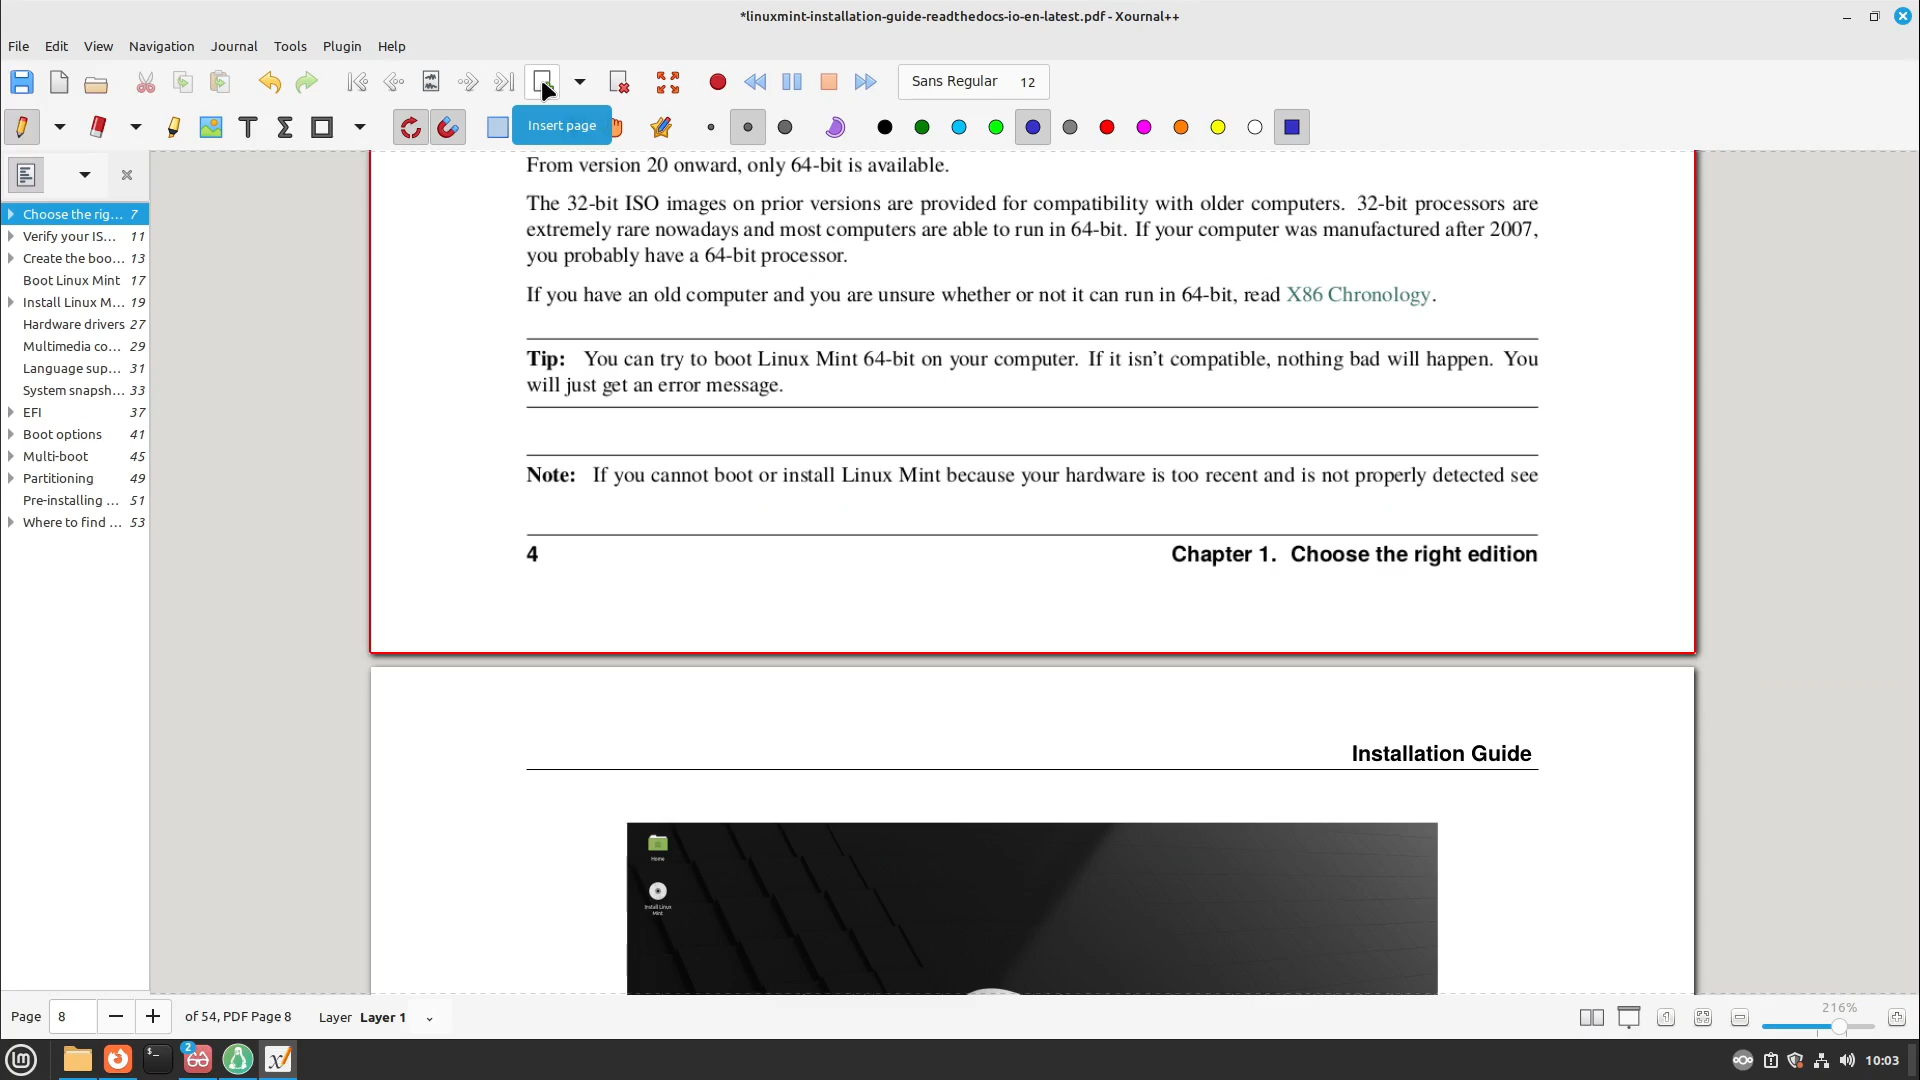 *linuxmint-installation-guide-readthedocs-io-en-latest.pdf - Xournal++
File Edit View Navigation Journal Tools Plugin Help
Sans Regular 12
Insert page
Choose the rig... 7
Verify your IS... 11
Create the boo... 13
Boot Linux Mint 17
Install Linux M... 19
Hardware drivers 27
Multimedia co... 29
Language sup... 31
System snapsh... 33
EFI 37
Boot options 41
Multi-boot 45
Partitioning 49
Pre-installing ... 51
Where to find ... 53
From version 20 onward, only 64-bit is available.
The 32-bit ISO images on prior versions are provided for compatibility with older computers. 32-bit processors are
extremely rare nowadays and most computers are able to run in 64-bit. If your computer was manufactured after 2007,
you probably have a 64-bit processor.
If you have an old computer and you are unsure whether or not it can run in 64-bit, read X86 Chronology.
Tip: You can try to boot Linux Mint 64-bit on your computer. If it isn't compatible, nothing bad will happen. You
will just get an error message.
Note: If you cannot boot or install Linux Mint because your hardware is too recent and is not properly detected see
4 Chapter 1. Choose the right edition
Installation Guide
Home
Install Linux
Mint
Page 8 of 54, PDF Page 8 Layer Layer 1
216%
2
10:03